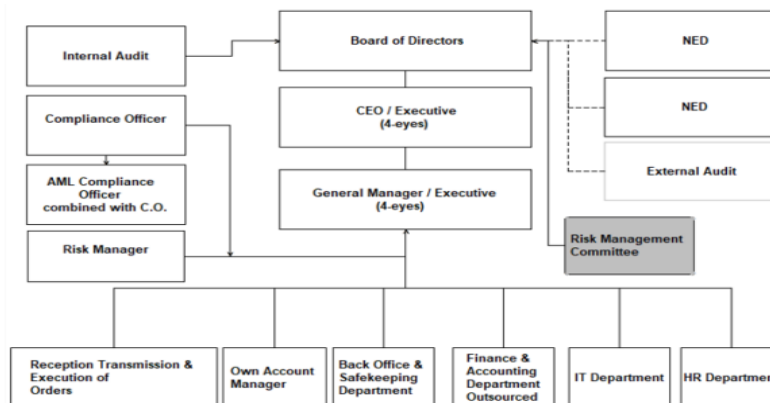 Internal Audit
Board of Directors
NED
Compliance Officer
CEO / Executive
(4-eyes)
NED
AML Compliance
Officer
combined with C.O.
General Manager / Executive
(4-eyes)
External Audit
Risk Manager
Risk Management
Committee
Reception Transmission &
Execution of
Orders
Own Account
Manager
Back Office &
Safekeeping
Department
Finance &
Accounting
Department
Outsourced
IT Department
HR Departmen